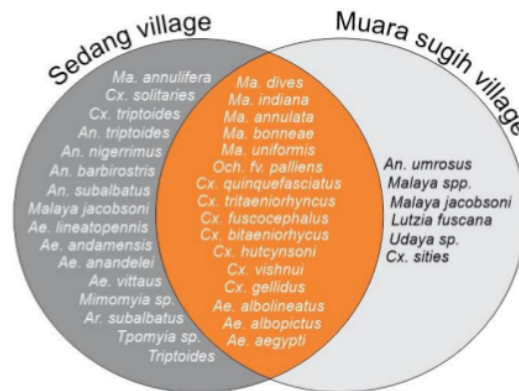 Sedang village
Muara sugih village
Ma. annulifera
Cx. solitaries
Cx. triptoides
An. triptoides
An. nigerrimus
An. barbirostris
An. subalbatus
Malaya jacobsoni
Ae. lineatopennis
Ae. andamensis
Ae. anandelei
Ae. vittaus
Mimomyia sp.
Ar. subalbatus
Tpomyia sp.
Triptoides
Ma. dives
Ma. indiana
Ma. annulata
Ma. bonneae
Ma. uniformis
Och. fv. palliens
Cx. quinquefasciatus
Cx. tritaeniorhyncus
Cx. fuscocephalus
Cx. bitaeniorhycus
Cx. hutcynsoni
Cx. vishnui
Cx. gellidus
Ae. albolineatus
Ae. albopictus
Ae. aegypti
An. umrosus
Malaya spp.
Malaya jacobsoni
Lutzia fuscana
Udaya sp.
Cx. sities